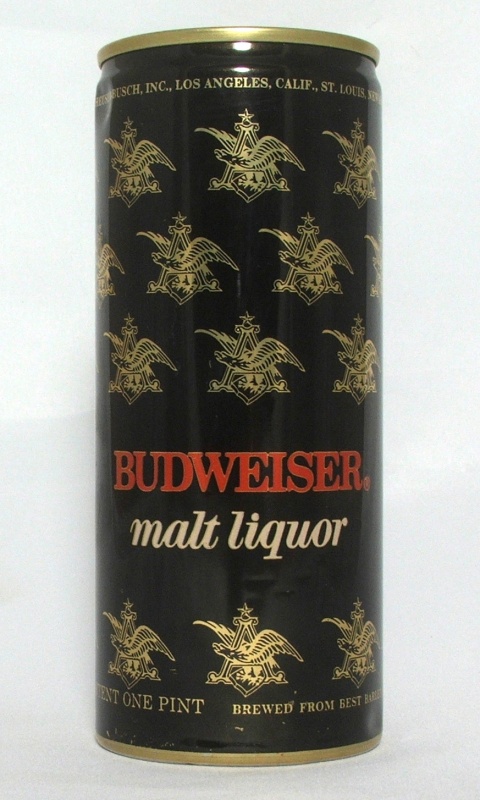 BUSCH, INC., LOS ANGELES, CALIF., ST. LOUIS,
BUDWEISER®
malt liquor
ONE PINT BREWED FROM BEST